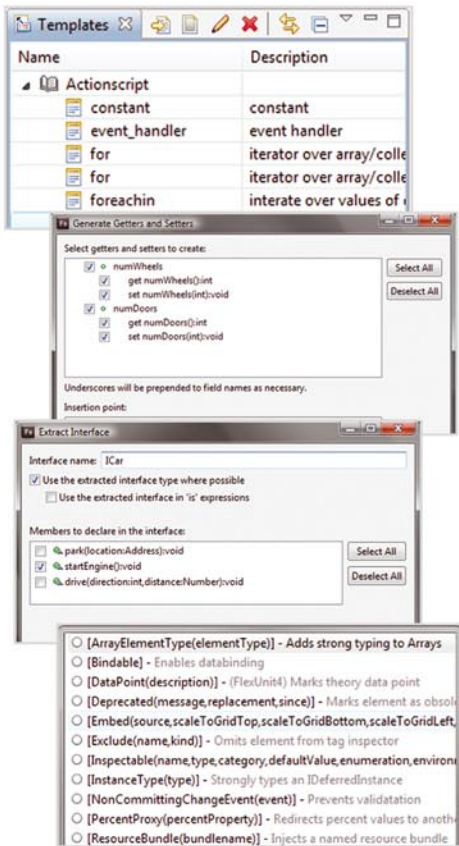 Templates
Name Description
Actionscript
constant constant
event_handler event handler
for iterator over array/colle
for iterator over array/colle
foreachin interate over values of
Fs Generate Getters and Setters
Select getters and setters to create:
numWheels
get numWheels():int
set numWheels(int):void
numDoors
get numDoors():int
set numDoors(int):void
Select All
Deselect All
Underscores will be prepended to field names as necessary.
Insertion point:
Extract Interface
Interface name: ICar
Use the extracted interface type where possible
Use the extracted interface in 'is' expressions
Members to declare in the interface:
park(location:Address):void
startEngine():void
drive(direction:int,distance:Number):void
Select All
Deselect All
[ArrayElementType(elementType)] - Adds strong typing to Arrays
[Bindable] - Enables databinding
[DataPoint(description)] - (FlexUnit4) Marks theory data point
[Deprecated(message,replacement,since)] - Marks element as obsol
[Embed(source,scaleToGridTop,scaleToGridBottom,scaleToGridLeft,
[Exclude(name,kind)] - Omits element from tag inspector
[Inspectable(name,type,category,defaultValue,enumeration,environ
[InstanceType(type)] - Strongly types an IDeferredInstance
[NonCommittingChangeEvent(event)] - Prevents validatation
[PercentProxy(percentProperty)] - Redirects percent values to anoth
[ResourceBundle(bundlename)] - Injects a named resource bundle